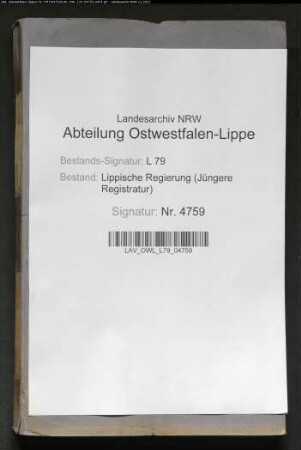 Landesarchiv NRW
Abteilung Ostwestfalen-Lippe
Bestands-Signatur: L 79
Bestand: Lippische Regierung (Jüngere
Registratur)
Signatur: Nr. 4759
LAV_OWL_L79_04759